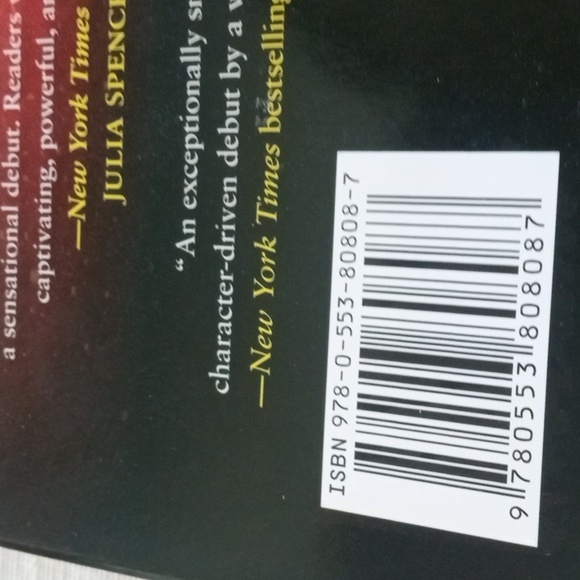 a sensational debut. Readers
captivating, powerful,
—New York Times
JULIA
"An exceptionally
character-driven debut by a
—New York Times bestselling
ISBN 978-0-553-80808-7
9 780553 808087